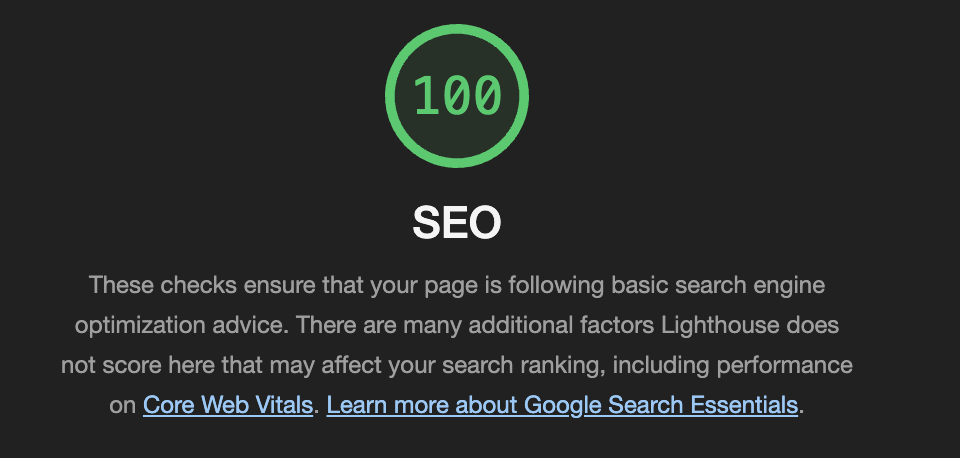 100
SEO
These checks ensure that your page is following basic search engine
optimization advice. There are many additional factors Lighthouse does
not score here that may affect your search ranking, including performance
on Core Web Vitals. Learn more about Google Search Essentials.